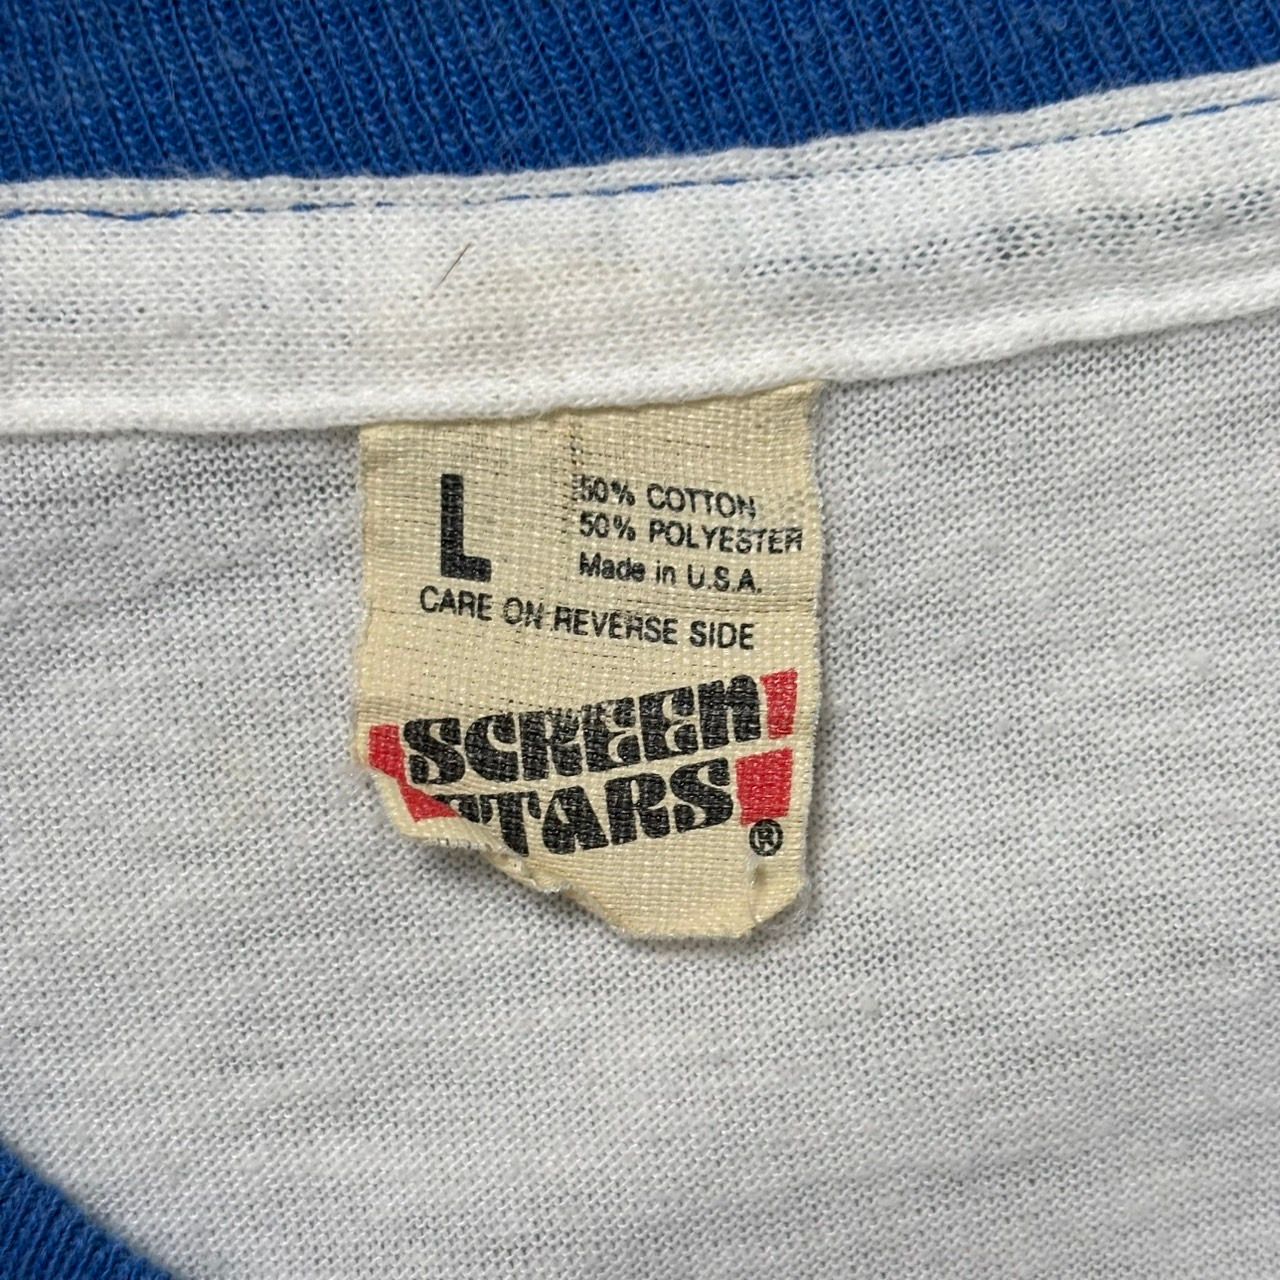 L
50% COTTON
50% POLYESTER
Made in U.S.A.
CARE ON REVERSE SIDE
SCREEN
STARS
®